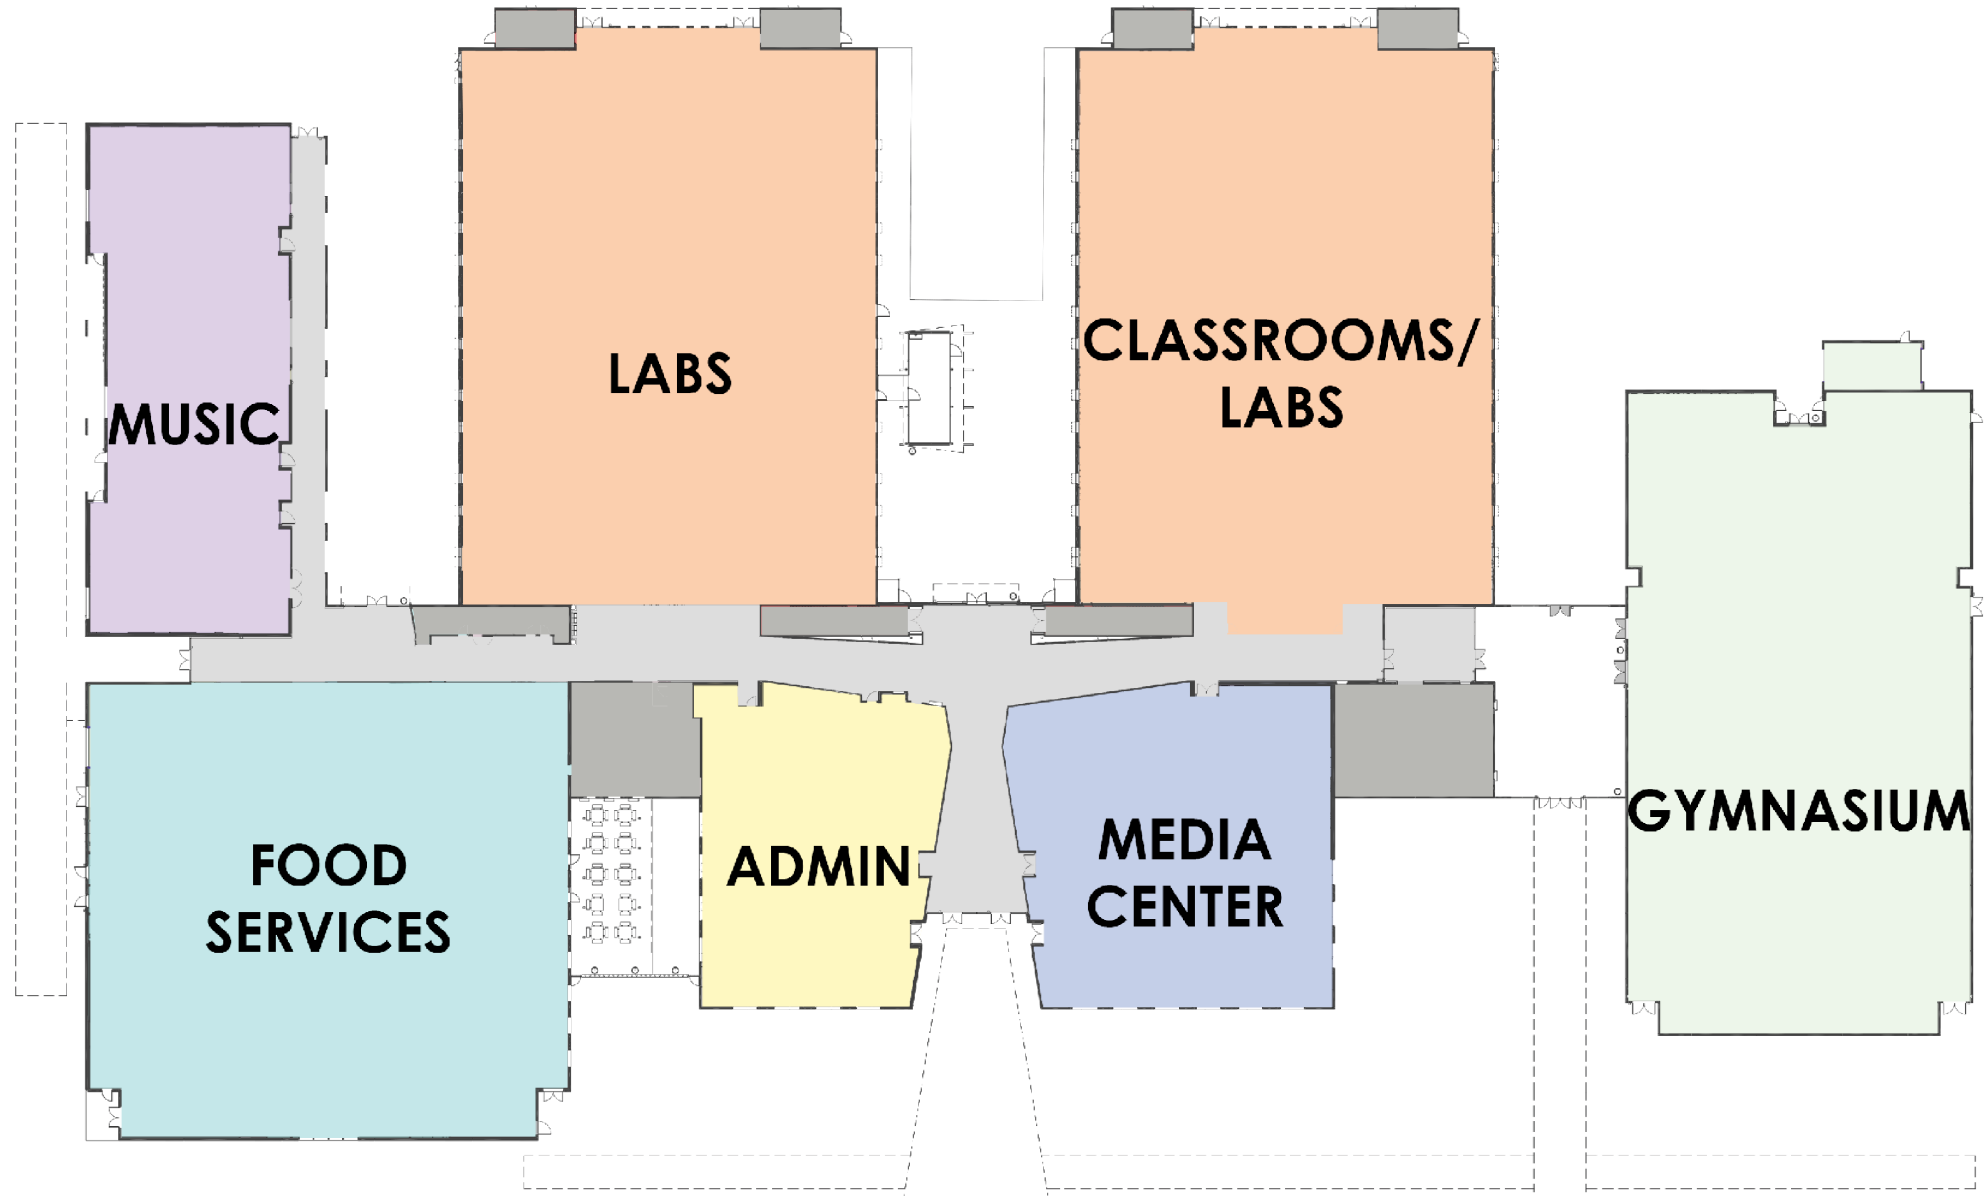 LABS
CLASSROOMS/
LABS
MUSIC
GYMNASIUM
FOOD
SERVICES
ADMIN
MEDIA
CENTER